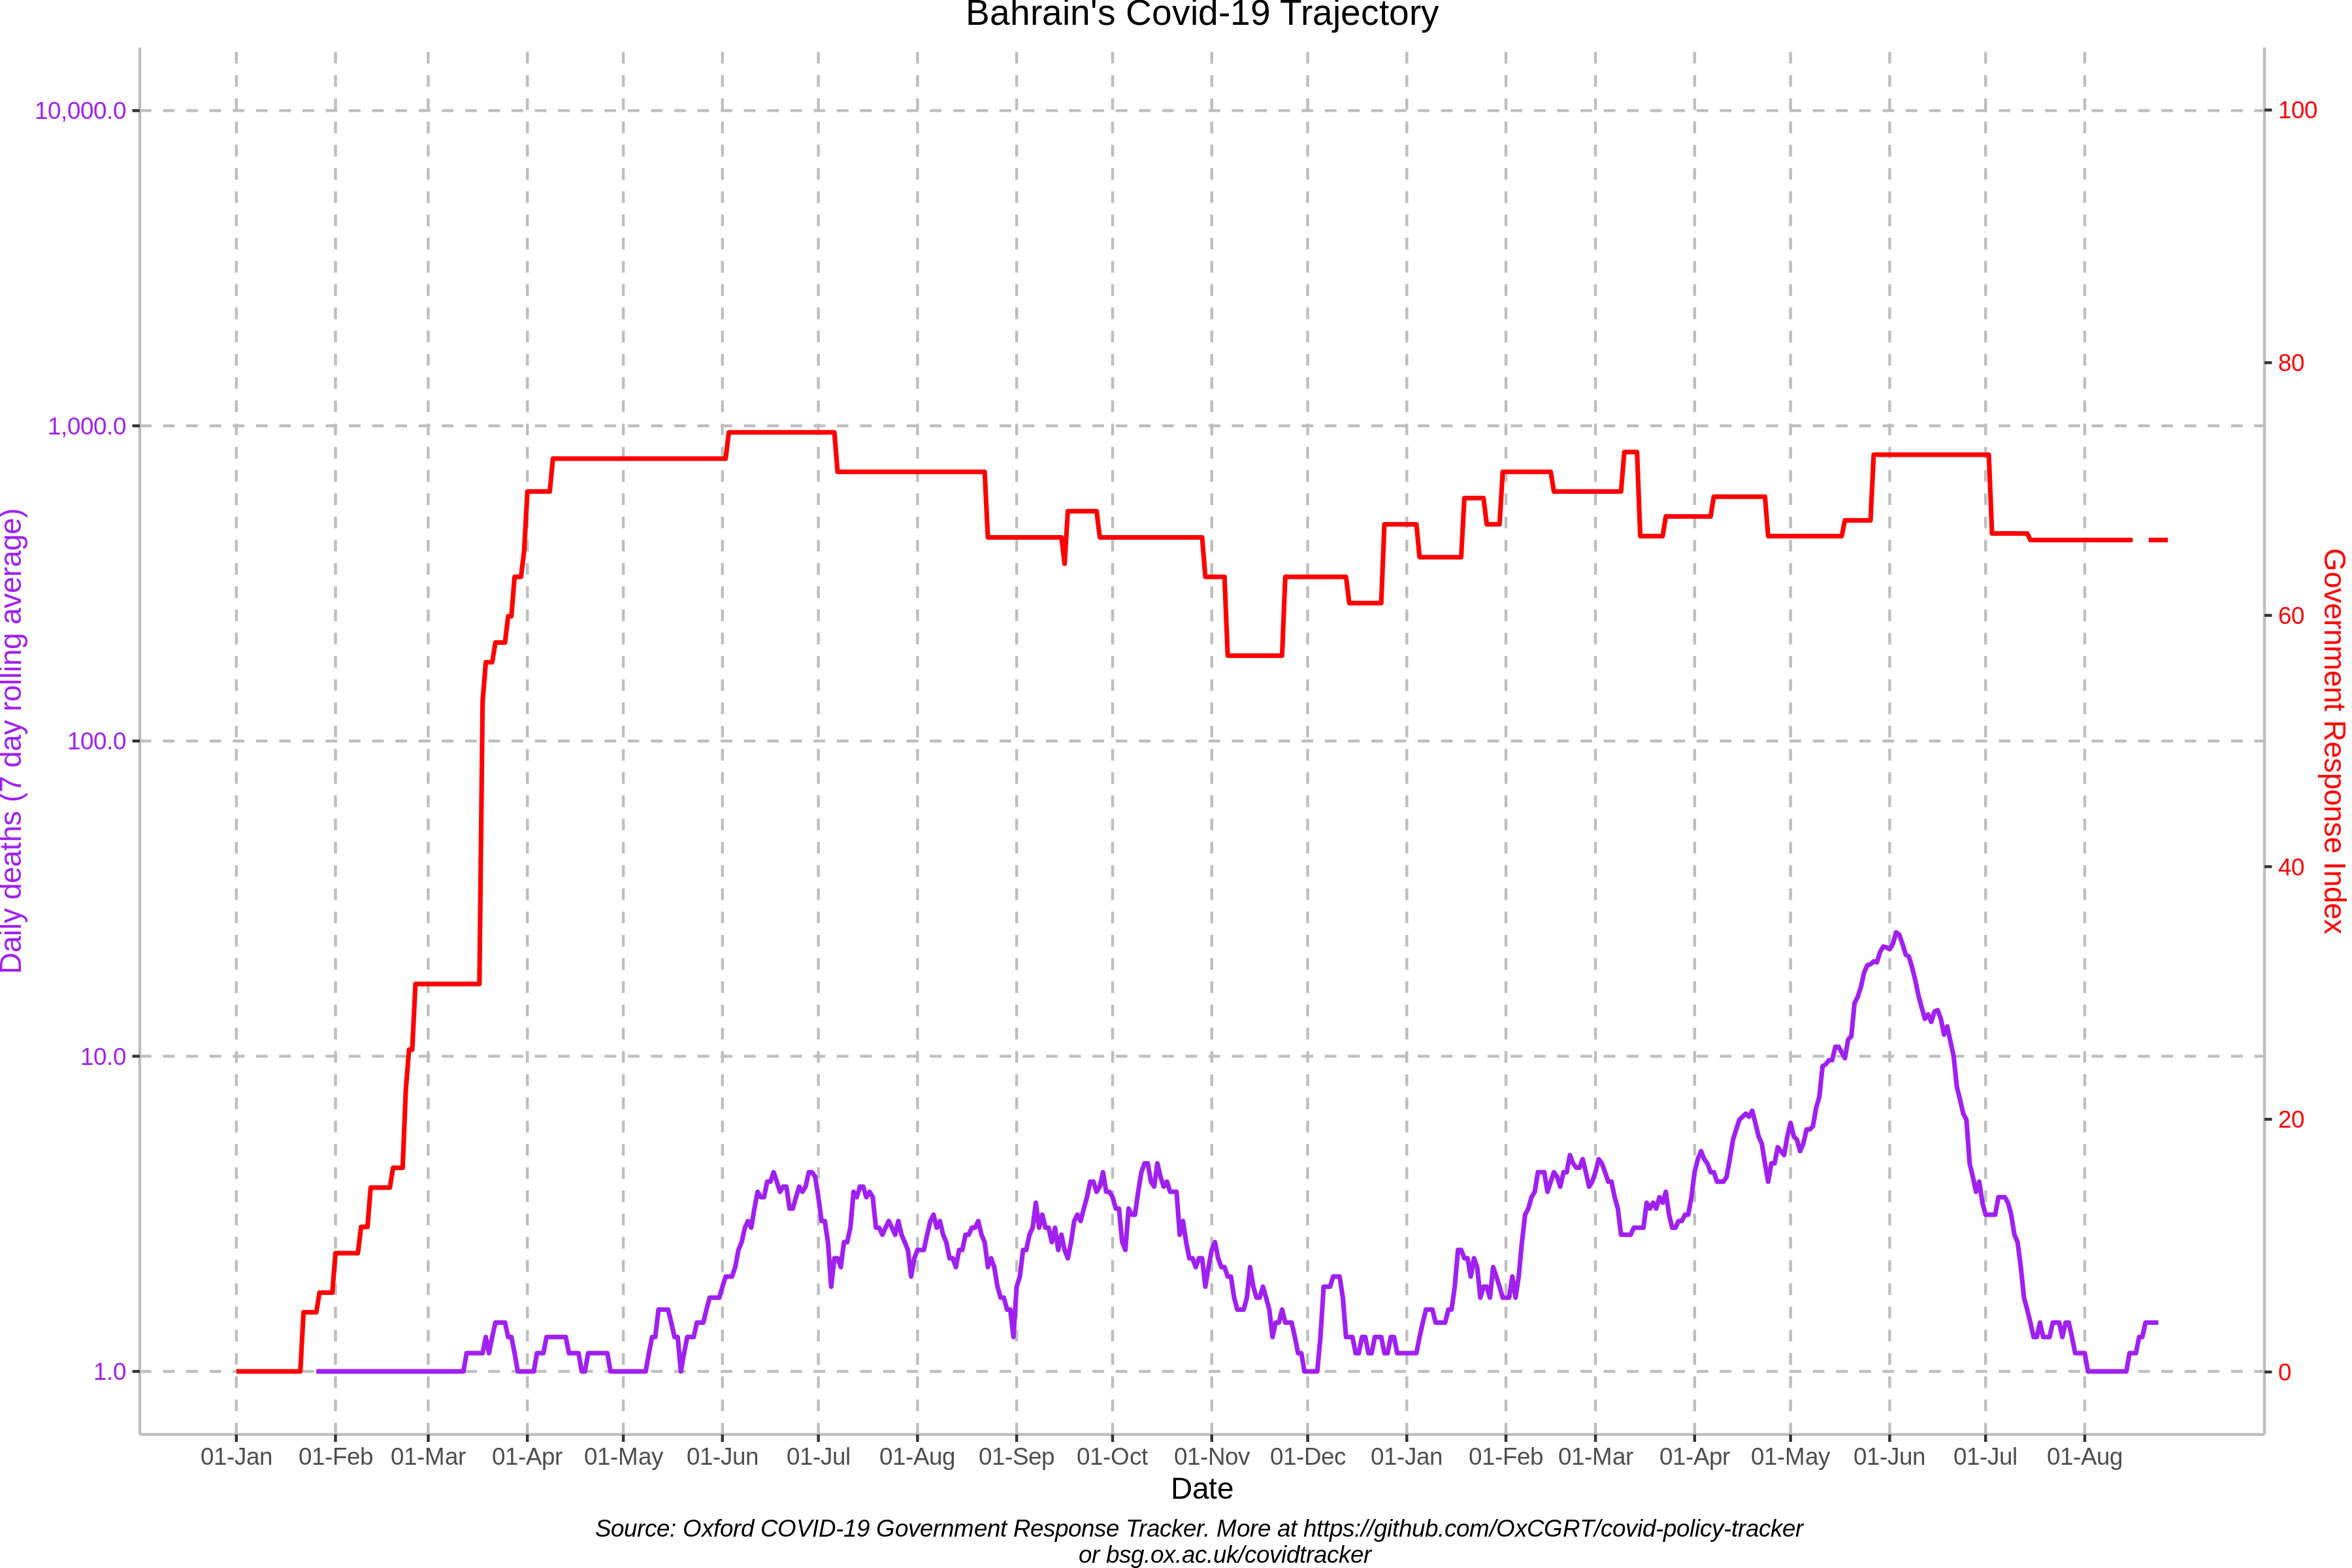 Bahrain's Covid-19 Trajectory
10,000.0
1,000.0
100.0
10.0
1.0
Daily deaths (7 day rolling average)
100
80
60
40
20
0
Government Response Index
01-Jan 01-Feb 01-Mar 01-Apr 01-May 01-Jun 01-Jul 01-Aug 01-Sep 01-Oct 01-Nov 01-Dec 01-Jan 01-Feb 01-Mar 01-Apr 01-May 01-Jun 01-Jul 01-Aug
Date
Source: Oxford COVID-19 Government Response Tracker. More at https://github.com/OxCGRT/covid-policy-tracker
or bsg.ox.ac.uk/covidtracker